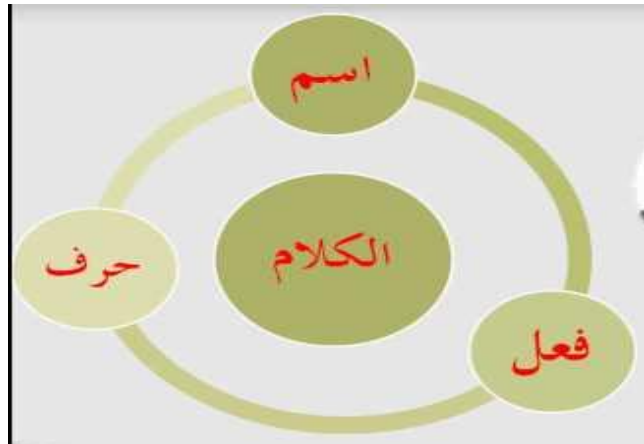 اسم
الكلام
حرف
فعل